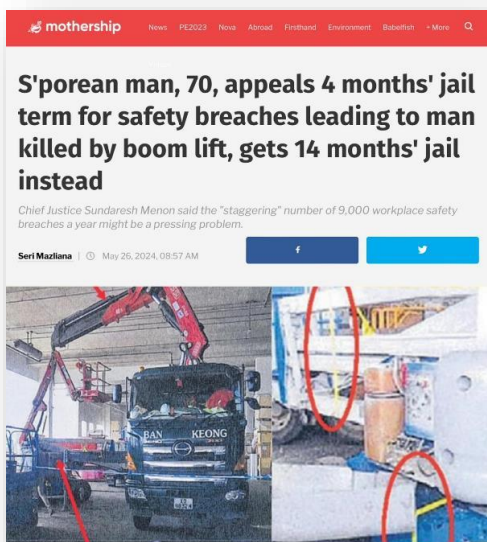 mothership
News PE2023 Nova Abroad Firsthand Environment Babelfish + More
S'porean man, 70, appeals 4 months' jail
term for safety breaches leading to man
killed by boom lift, gets 14 months' jail
instead
Chief Justice Sundaresh Menon said the "staggering" number of 9,000 workplace safety
breaches a year might be a pressing problem.
Seri Mazliana | May 26, 2024, 08:57 AM
BAN KEONG